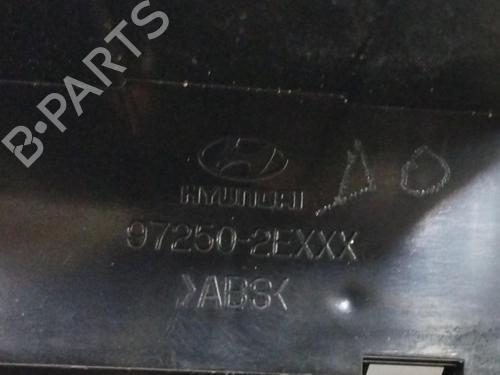 B-PARTS
HYUNDAI
97250-2EXXX
>ABS<